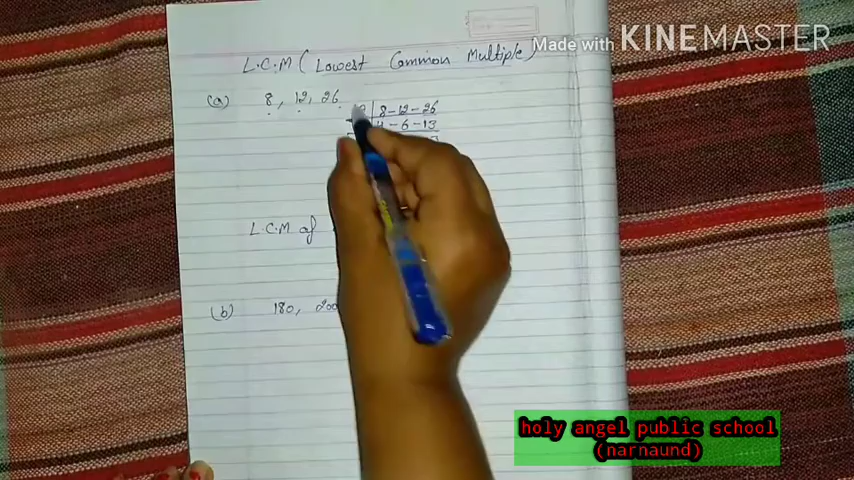 Made with KINEMASTER
L.C.M (Lowest Common Multiple)
(a) 8, 12, 26
8-12-26
4-6-13
L.C.M of
(b) 180, 200
holy angel public school
(narnaund)